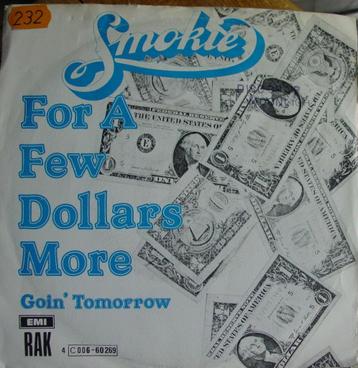 232
Smokie
For A
Few
Dollars
More
Goin' Tomorrow
EMI
RAK
4 C 006-60269
THE UNITED STATES OF AMERICA